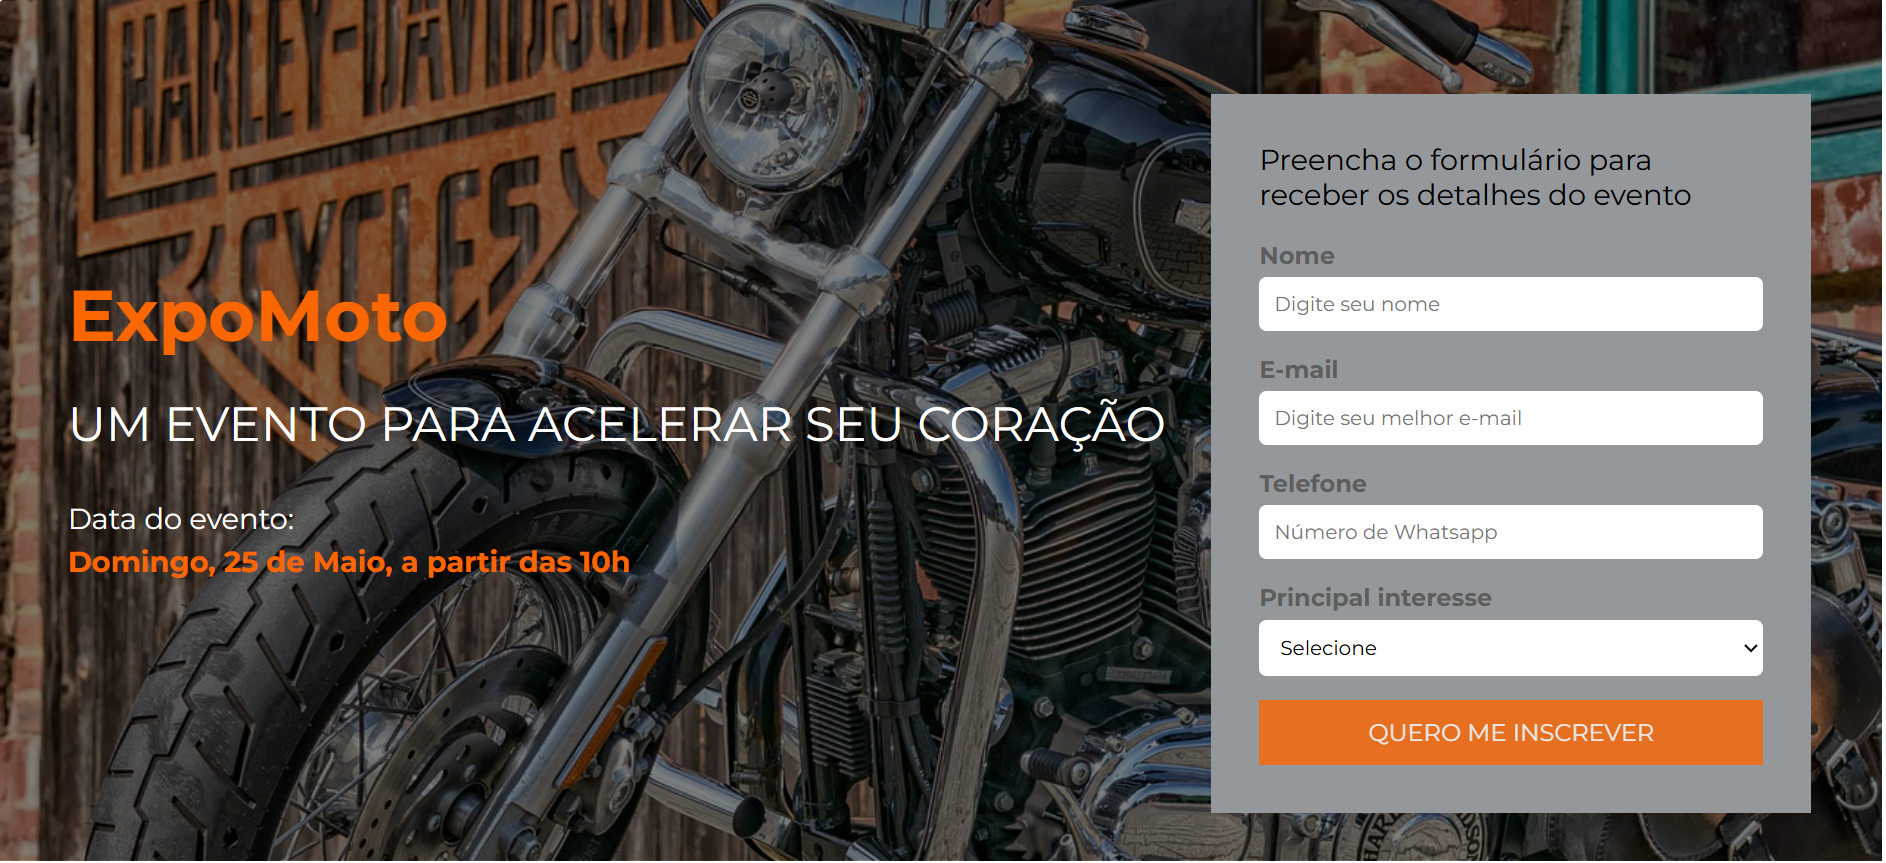 HARLEY-DAVIDSON
CYCLES
ExpoMoto
UM EVENTO PARA ACELERAR SEU CORAÇÃO
Data do evento:
Domingo, 25 de Maio, a partir das 10h
Preencha o formulário para
receber os detalhes do evento
Nome
Digite seu nome
E-mail
Digite seu melhor e-mail
Telefone
Número de Whatsapp
Principal interesse
Selecione
QUERO ME INSCREVER